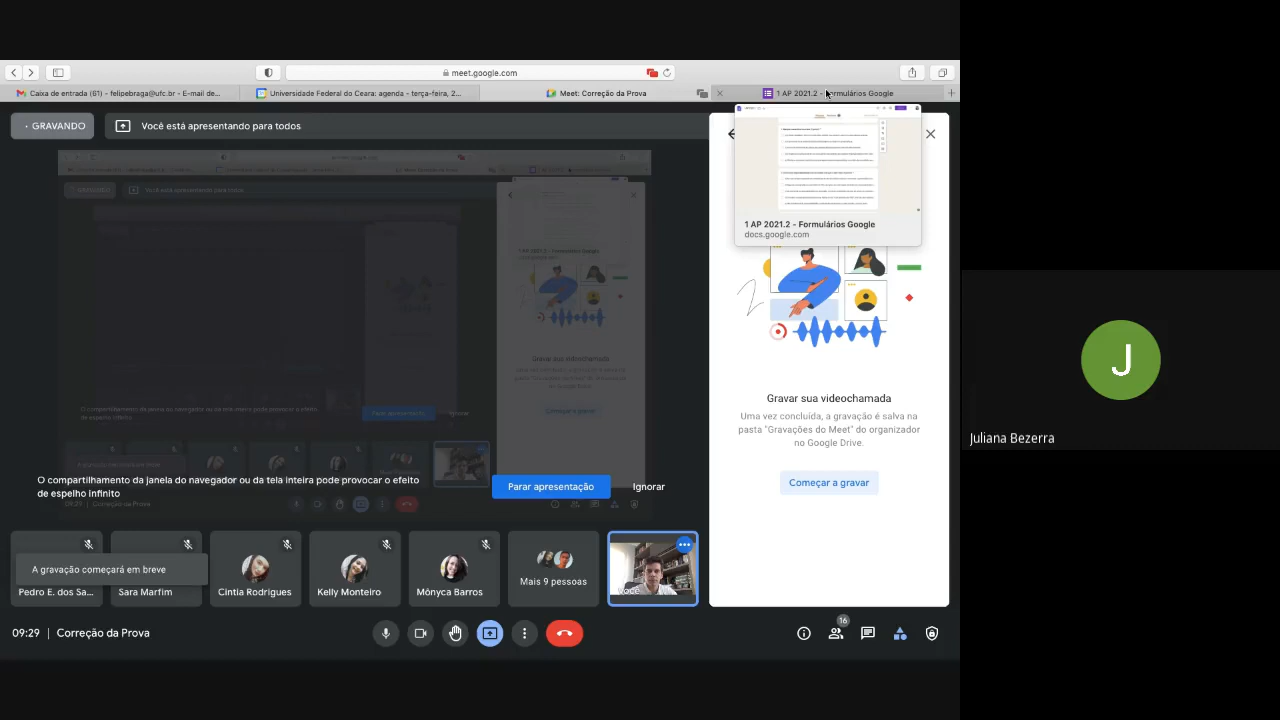 meet.google.com
Caixa de entrada (61) - felipebraga@ufc.br - E-mail de...
Universidade Federal do Ceara: agenda - terça-feira, 2...
Meet: Correção da Prova
1 AP 2021.2 - Formulários Google
GRAVANDO
apresentando para todos
1 AP 2021.2 - Formulários Google
docs.google.com
Gravar sua videochamada
Uma vez concluída, a gravação é salva na
pasta "Gravações do Meet" do organizador
no Google Drive.
Começar a gravar
O compartilhamento da janela do navegador ou da tela inteira pode provocar o efeito
de espelho infinito
Parar apresentação
Ignorar
A gravação começará em breve
Pedro E. dos Sa...
Sara Marfim
Cintia Rodrigues
Kelly Monteiro
Mônyca Barros
Mais 9 pessoas
09:29 | Correção da Prova
16
J
Juliana Bezerra